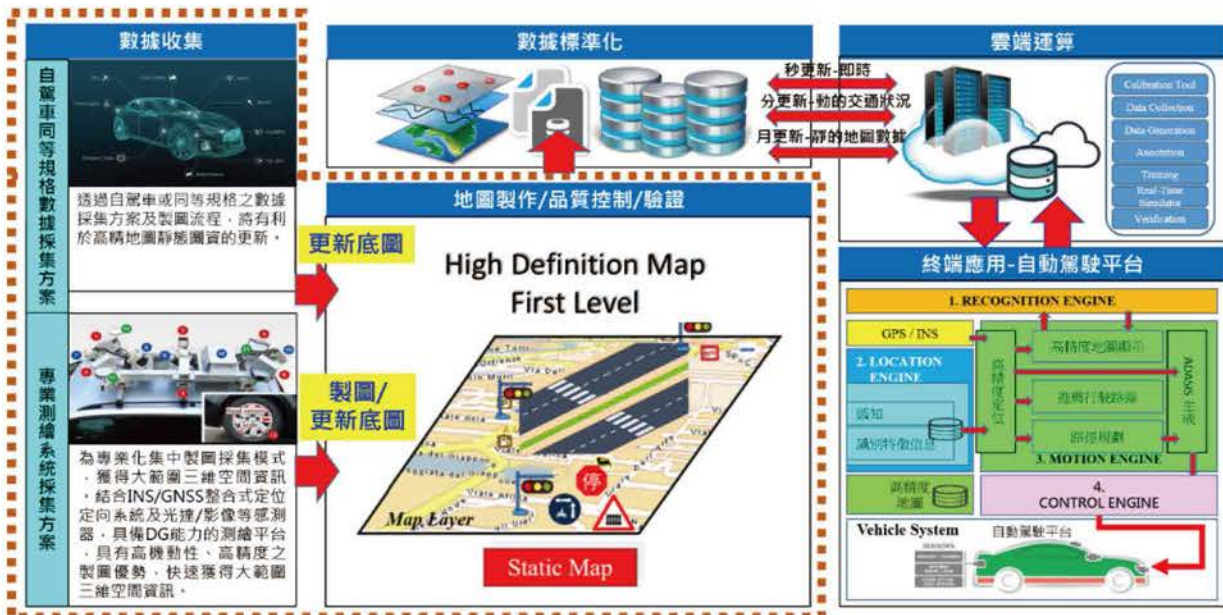 數據收集
自駕車同等規格數據採集方案
透過自駕車或同等規格之數據
採集方案及製圖流程，將有利
於高精地圖靜態圖資的更新。
專業測繪系統採集方案
為專業化集中製圖採集模式
，獲得大範圍三維空間資訊
。結合INS/GNSS整合式定位
定向系統及光達/影像等感測
器，具備DG能力的測繪平台
，具有高機動性、高精度之
製圖優勢，快速獲得大範圍
三維空間資訊。
更新底圖
製圖/
更新底圖
數據標準化
秒更新-即時
分更新-動的交通狀況
月更新-靜的地圖數據
地圖製作/品質控制/驗證
High Definition Map
First Level
停
Map Layer
Static Map
雲端運算
Calibration Tool
Data Collection
Data Generation
Annotation
Training
Real-Time
Simulator
Verification
終端應用-自動駕駛平台
1. RECOGNITION ENGINE
GPS / INS
2. LOCATION
ENGINE
感知
識別特徵信息
高精度
地圖
高精度定位
高精度地圖顯示
路徑規劃
ADASIS 生成
3. MOTION ENGINE
4.
CONTROL ENGINE
Vehicle System
自動駕駛平台